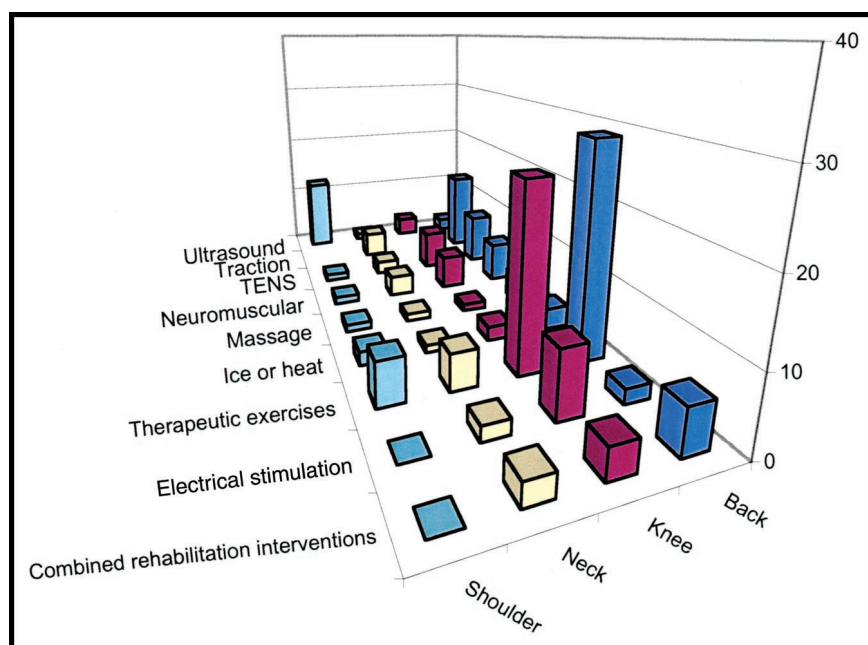 40
30
20
10
0
Ultrasound
Traction
TENS
Neuromuscular
Massage
Ice or heat
Therapeutic exercises
Electrical stimulation
Combined rehabilitation interventions
Shoulder
Neck
Knee
Back